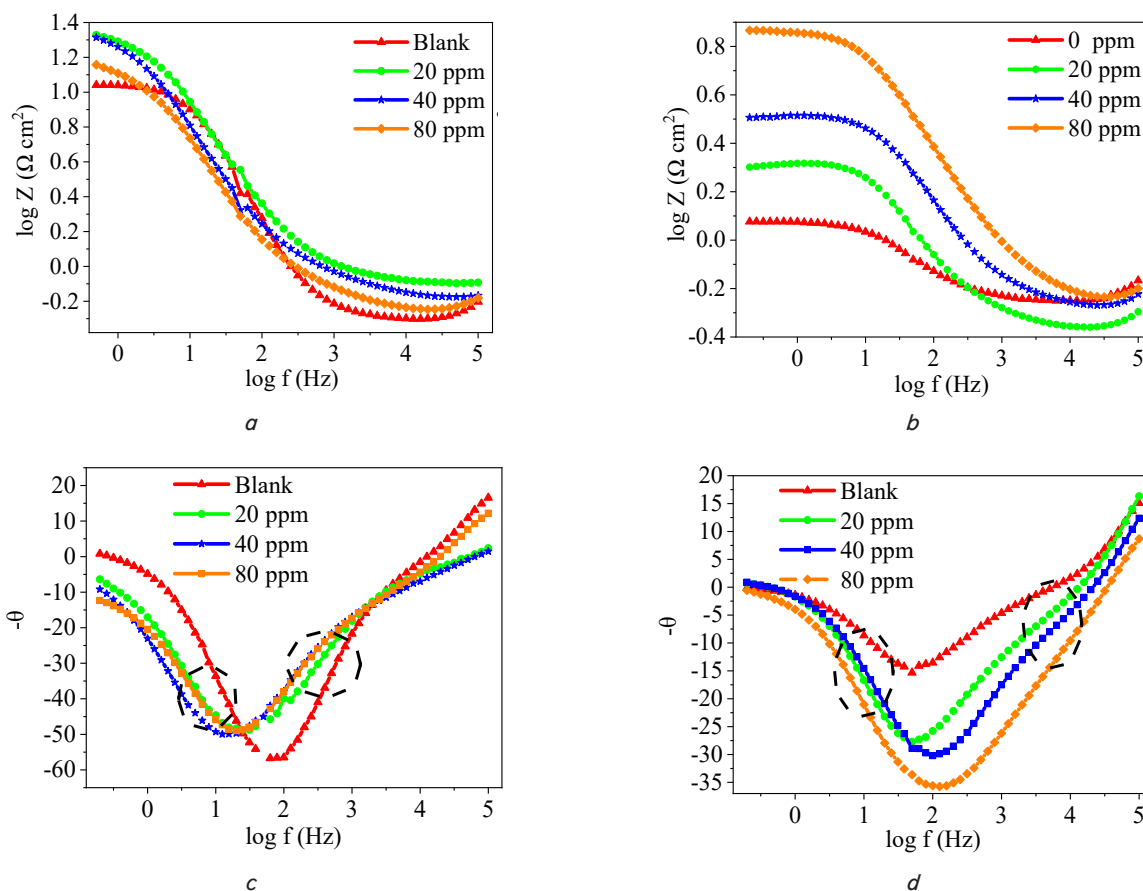 1.4
1.2
1.0
0.8
0.6
0.4
0.2
0.0
-0.2
log Z (Ω cm²)
Blank
20 ppm
40 ppm
80 ppm
0 1 2 3 4 5
log f (Hz)
a
0.8
0.6
0.4
0.2
0.0
-0.2
-0.4
log Z (Ω cm²)
0 ppm
20 ppm
40 ppm
80 ppm
0 1 2 3 4 5
log f (Hz)
b
20
10
0
-10
-20
-30
-40
-50
-60
-θ
Blank
20 ppm
40 ppm
80 ppm
0 1 2 3 4 5
log f (Hz)
c
20
15
10
5
0
-5
-10
-15
-20
-25
-30
-35
-θ
Blank
20 ppm
40 ppm
80 ppm
0 1 2 3 4 5
log f (Hz)
d